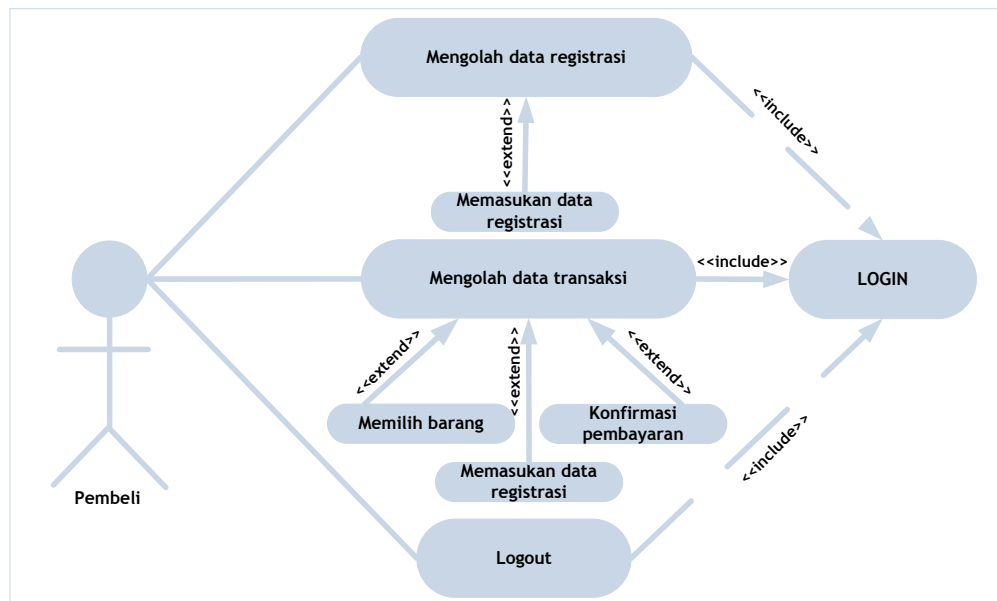 Mengolah data registrasi
<<include>>
<<extend>>
Memasukan data
registrasi
Mengolah data transaksi
<<include>>
LOGIN
<<extend>>
<<extend>>
<<extend>>
Memilih barang
Konfirmasi
pembayaran
<<include>>
Memasukan data
registrasi
Pembeli
Logout